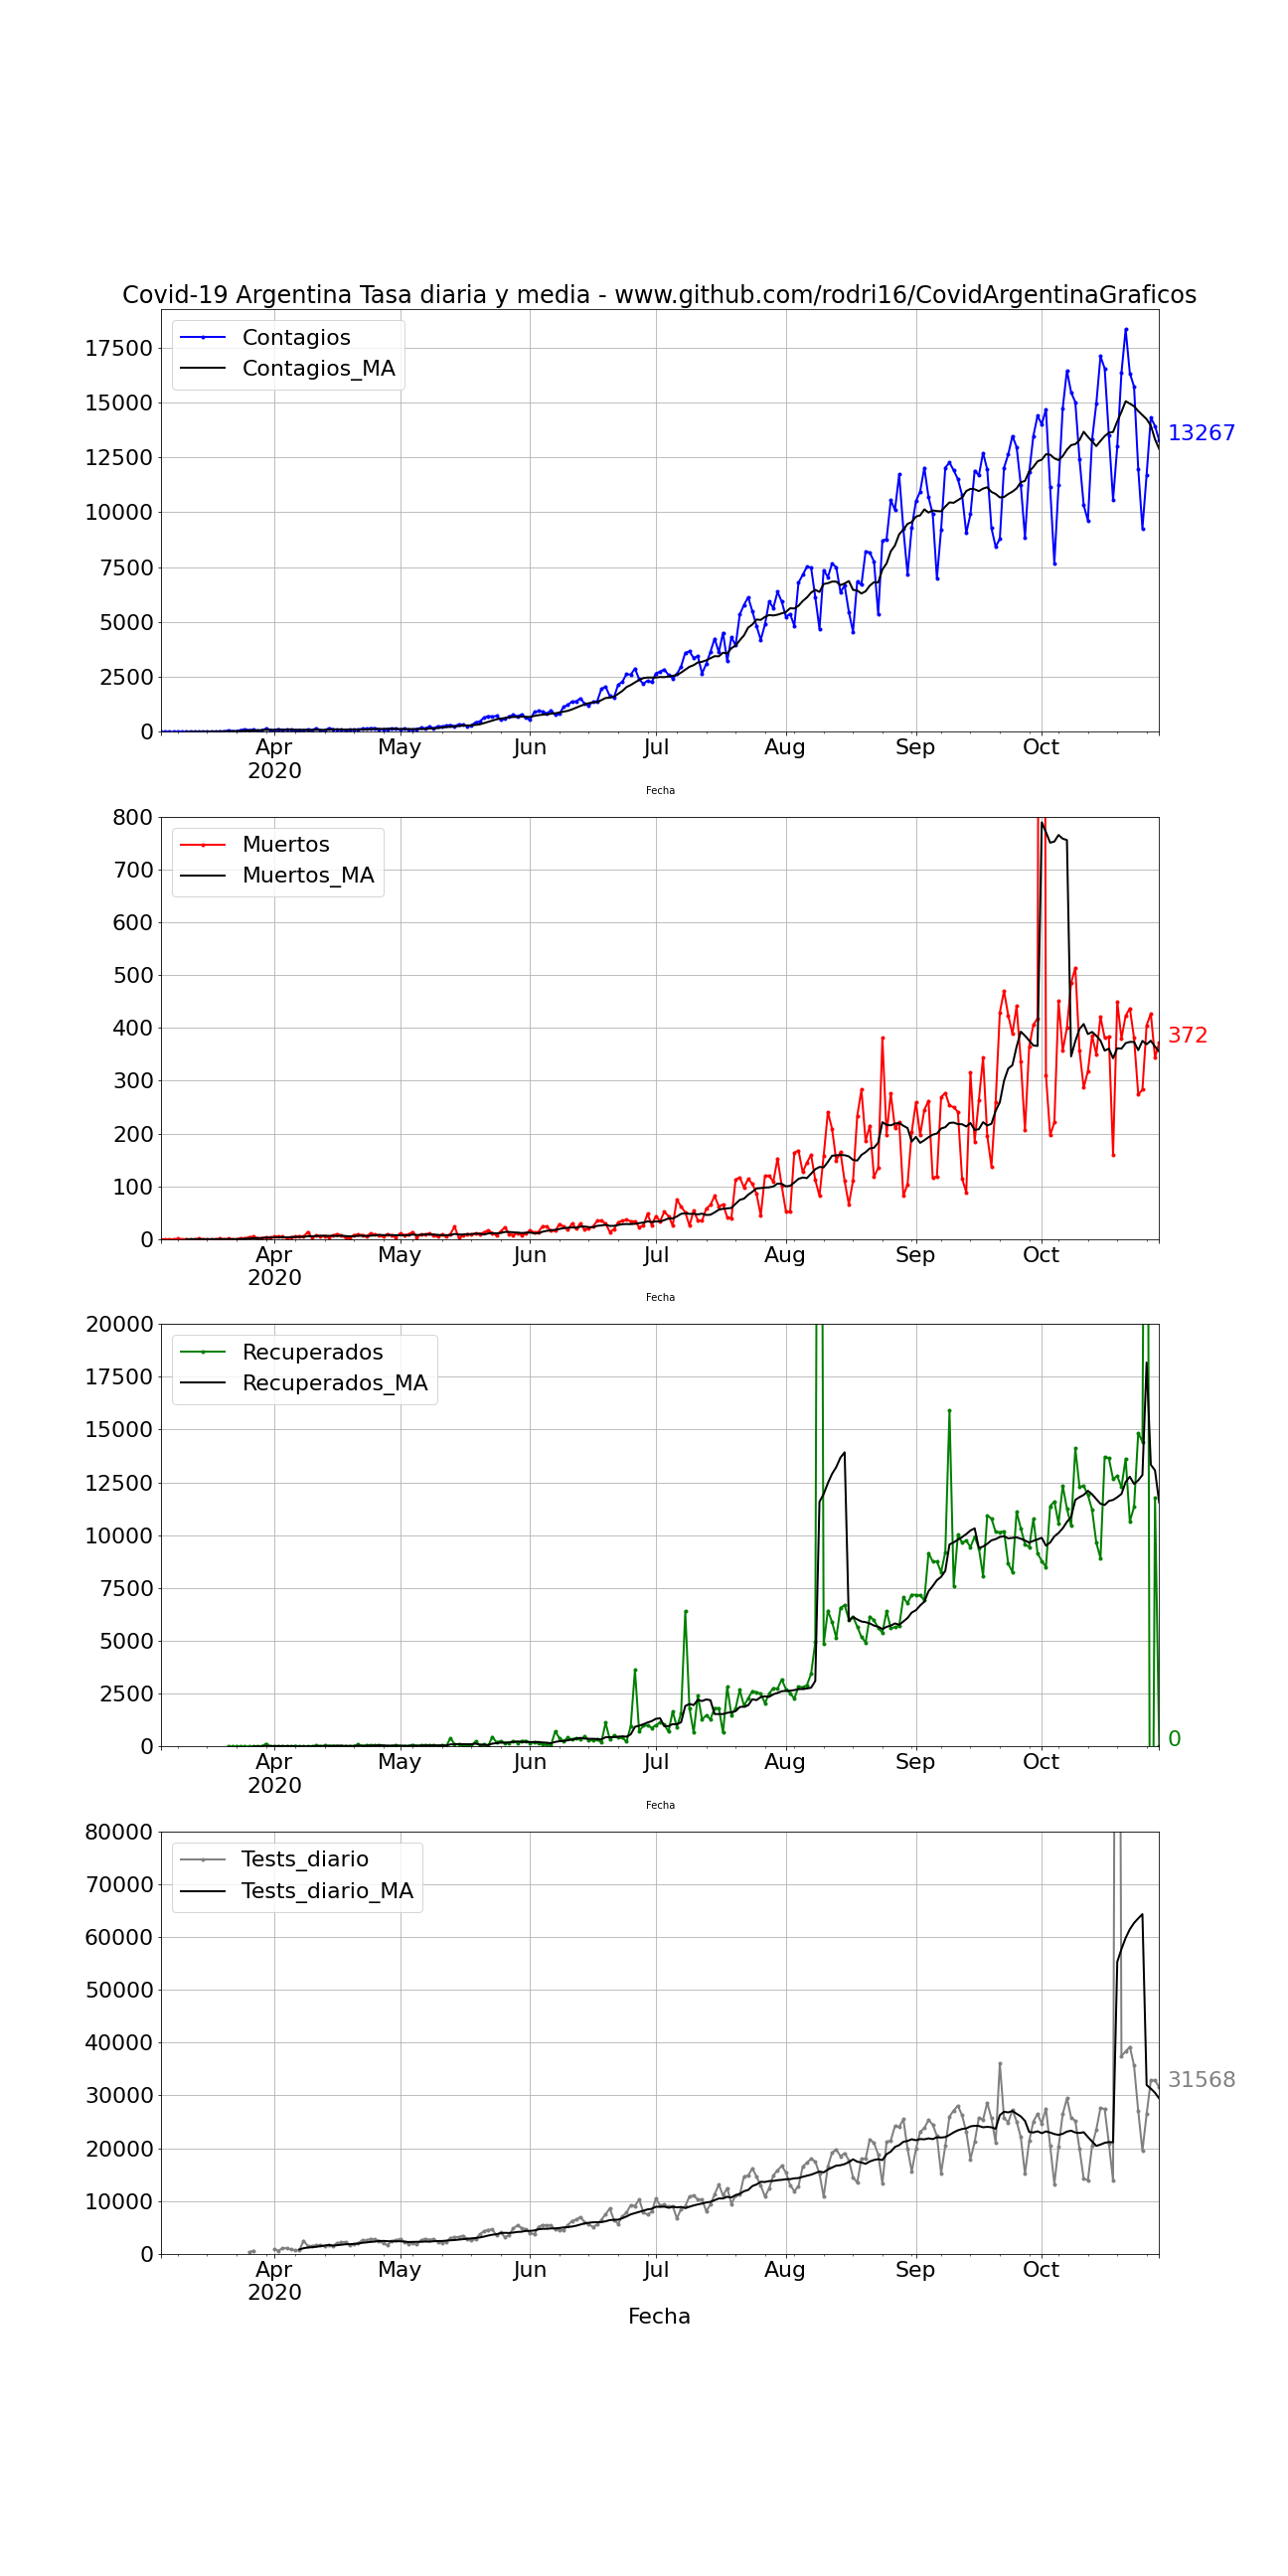 Covid-19 Argentina Tasa diaria y media - www.github.com/rodri16/CovidArgentinaGraficos
Contagios
Contagios_MA
17500
15000
12500
10000
7500
5000
2500
0
13267
Apr May Jun Jul Aug Sep Oct
2020
Fecha
Muertos
Muertos_MA
800
700
600
500
400
300
200
100
0
372
Apr May Jun Jul Aug Sep Oct
2020
Fecha
Recuperados
Recuperados_MA
20000
17500
15000
12500
10000
7500
5000
2500
0
0
Apr May Jun Jul Aug Sep Oct
2020
Fecha
Tests_diario
Tests_diario_MA
80000
70000
60000
50000
40000
30000
20000
10000
0
31568
Apr May Jun Jul Aug Sep Oct
2020
Fecha